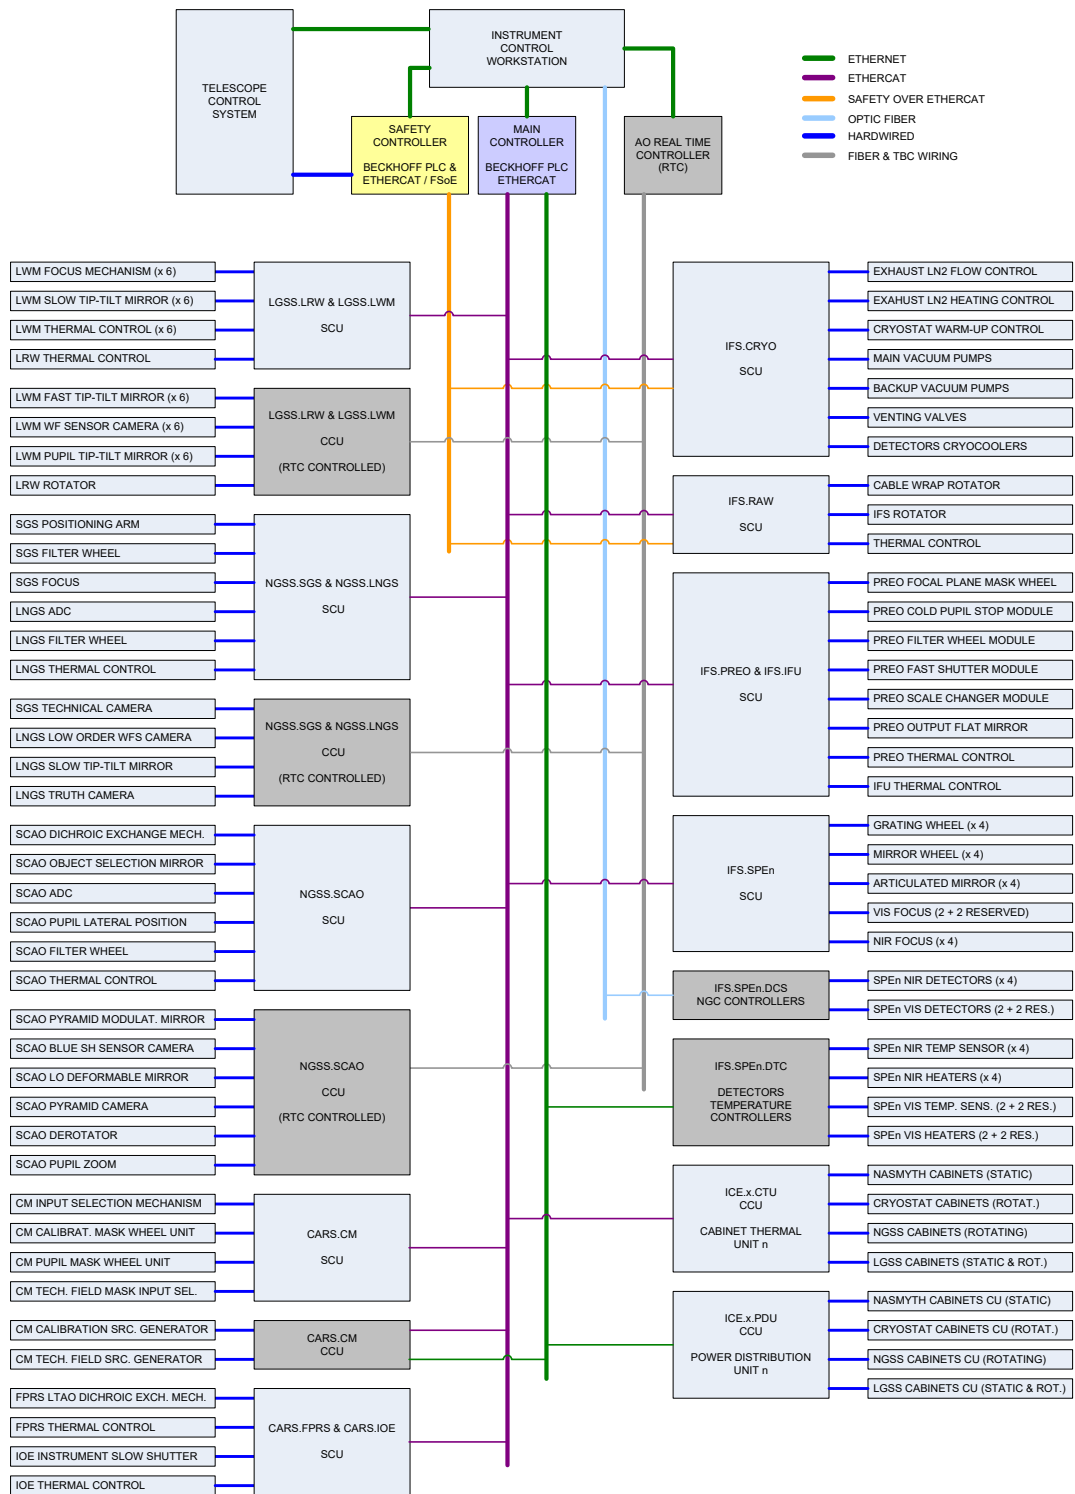 INSTRUMENT
CONTROL
WORKSTATION
TELESCOPE
CONTROL
SYSTEM
ETHERNET
ETHERCAT
SAFETY OVER ETHERCAT
OPTIC FIBER
HARDWIRED
FIBER & TBC WIRING
SAFETY
CONTROLLER
BECKHOFF PLC &
ETHERCAT / FSoE
MAIN
CONTROLLER
BECKHOFF PLC
ETHERCAT
AO REAL TIME
CONTROLLER
(RTC)
LWM FOCUS MECHANISM (x 6)
LWM SLOW TIP-TILT MIRROR (x 6)
LWM THERMAL CONTROL (x 6)
LRW THERMAL CONTROL
LGSS.LRW & LGSS.LWM
SCU
LWM FAST TIP-TILT MIRROR (x 6)
LWM WF SENSOR CAMERA (x 6)
LWM PUPIL TIP-TILT MIRROR (x 6)
LRW ROTATOR
LGSS.LRW & LGSS.LWM
CCU
(RTC CONTROLLED)
SGS POSITIONING ARM
SGS FILTER WHEEL
SGS FOCUS
LNGS ADC
LNGS FILTER WHEEL
LNGS THERMAL CONTROL
NGSS.SGS & NGSS.LNGS
SCU
SGS TECHNICAL CAMERA
LNGS LOW ORDER WFS CAMERA
LNGS SLOW TIP-TILT MIRROR
LNGS TRUTH CAMERA
NGSS.SGS & NGSS.LNGS
CCU
(RTC CONTROLLED)
SCAO DICHROIC EXCHANGE MECH.
SCAO OBJECT SELECTION MIRROR
SCAO ADC
SCAO PUPIL LATERAL POSITION
SCAO FILTER WHEEL
SCAO THERMAL CONTROL
NGSS.SCAO
SCU
SCAO PYRAMID MODULAT. MIRROR
SCAO BLUE SH SENSOR CAMERA
SCAO LO DEFORMABLE MIRROR
SCAO PYRAMID CAMERA
SCAO DEROTATOR
SCAO PUPIL ZOOM
NGSS.SCAO
CCU
(RTC CONTROLLED)
CM INPUT SELECTION MECHANISM
CM CALIBRAT. MASK WHEEL UNIT
CM PUPIL MASK WHEEL UNIT
CM TECH. FIELD MASK INPUT SEL.
CARS.CM
SCU
CM CALIBRATION SRC. GENERATOR
CM TECH. FIELD SRC. GENERATOR
CARS.CM
CCU
FPRS LTAO DICHROIC EXCH. MECH.
FPRS THERMAL CONTROL
IOE INSTRUMENT SLOW SHUTTER
IOE THERMAL CONTROL
CARS.FPRS & CARS.IOE
SCU
IFS.CRYO
SCU
EXHAUST LN2 FLOW CONTROL
EXAHUST LN2 HEATING CONTROL
CRYOSTAT WARM-UP CONTROL
MAIN VACUUM PUMPS
BACKUP VACUUM PUMPS
VENTING VALVES
DETECTORS CRYOCOOLERS
IFS.RAW
SCU
CABLE WRAP ROTATOR
IFS ROTATOR
THERMAL CONTROL
IFS.PREO & IFS.IFU
SCU
PREO FOCAL PLANE MASK WHEEL
PREO COLD PUPIL STOP MODULE
PREO FILTER WHEEL MODULE
PREO FAST SHUTTER MODULE
PREO SCALE CHANGER MODULE
PREO OUTPUT FLAT MIRROR
PREO THERMAL CONTROL
IFU THERMAL CONTROL
IFS.SPEn
SCU
GRATING WHEEL (x 4)
MIRROR WHEEL (x 4)
ARTICULATED MIRROR (x 4)
VIS FOCUS (2 + 2 RESERVED)
NIR FOCUS (x 4)
IFS.SPEn.DCS
NGC CONTROLLERS
SPEn NIR DETECTORS (x 4)
SPEn VIS DETECTORS (2 + 2 RES.)
IFS.SPEn.DTC
DETECTORS
TEMPERATURE
CONTROLLERS
SPEn NIR TEMP SENSOR (x 4)
SPEn NIR HEATERS (x 4)
SPEn VIS TEMP. SENS. (2 + 2 RES.)
SPEn VIS HEATERS (2 + 2 RES.)
ICE.x.CTU
CCU
CABINET THERMAL
UNIT n
NASMYTH CABINETS (STATIC)
CRYOSTAT CABINETS (ROTAT.)
NGSS CABINETS (ROTATING)
LGSS CABINETS (STATIC & ROT.)
ICE.x.PDU
CCU
POWER DISTRIBUTION
UNIT n
NASMYTH CABINETS CU (STATIC)
CRYOSTAT CABINETS CU (ROTAT.)
NGSS CABINETS CU (ROTATING)
LGSS CABINETS CU (STATIC & ROT.)